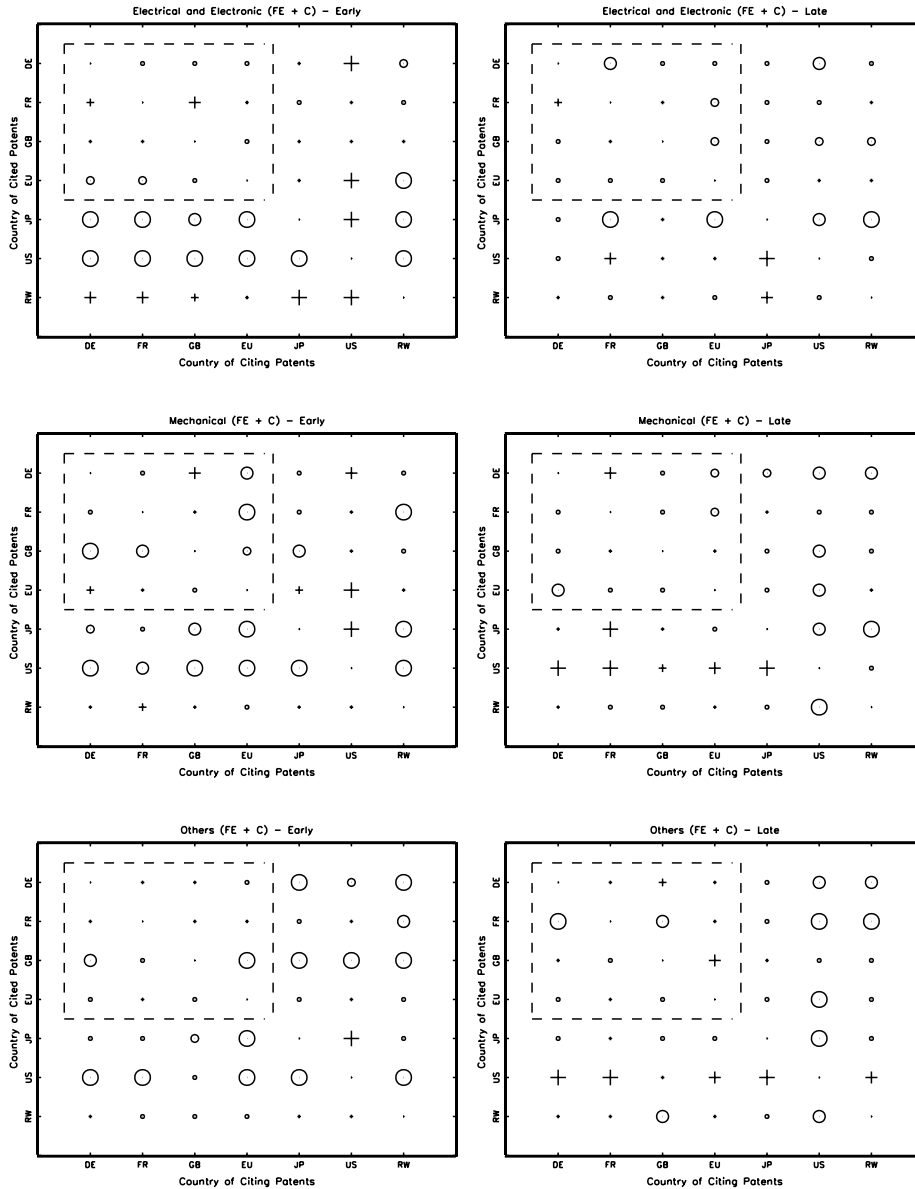 Electrical and Electronic (FE + C) – Early
Country of Cited Patents
DE
FR
GB
EU
JP
US
RW
DE FR GB EU JP US RW
Country of Citing Patents
Electrical and Electronic (FE + C) – Late
Country of Cited Patents
DE
FR
GB
EU
JP
US
RW
DE FR GB EU JP US RW
Country of Citing Patents
Mechanical (FE + C) – Early
Country of Cited Patents
DE
FR
GB
EU
JP
US
RW
DE FR GB EU JP US RW
Country of Citing Patents
Mechanical (FE + C) – Late
Country of Cited Patents
DE
FR
GB
EU
JP
US
RW
DE FR GB EU JP US RW
Country of Citing Patents
Others (FE + C) – Early
Country of Cited Patents
DE
FR
GB
EU
JP
US
RW
DE FR GB EU JP US RW
Country of Citing Patents
Others (FE + C) – Late
Country of Cited Patents
DE
FR
GB
EU
JP
US
RW
DE FR GB EU JP US RW
Country of Citing Patents